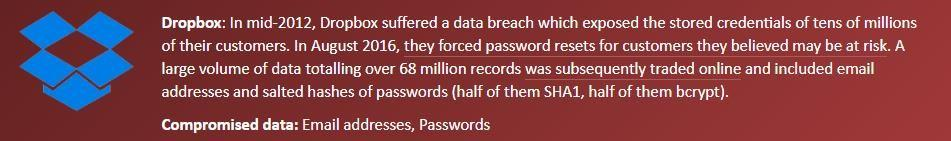 Dropbox: In mid-2012, Dropbox suffered a data breach which exposed the stored credentials of tens of millions
of their customers. In August 2016, they forced password resets for customers they believed may be at risk. A
large volume of data totalling over 68 million records was subsequently traded online and included email
addresses and salted hashes of passwords (half of them SHA1, half of them bcrypt).
Compromised data: Email addresses, Passwords